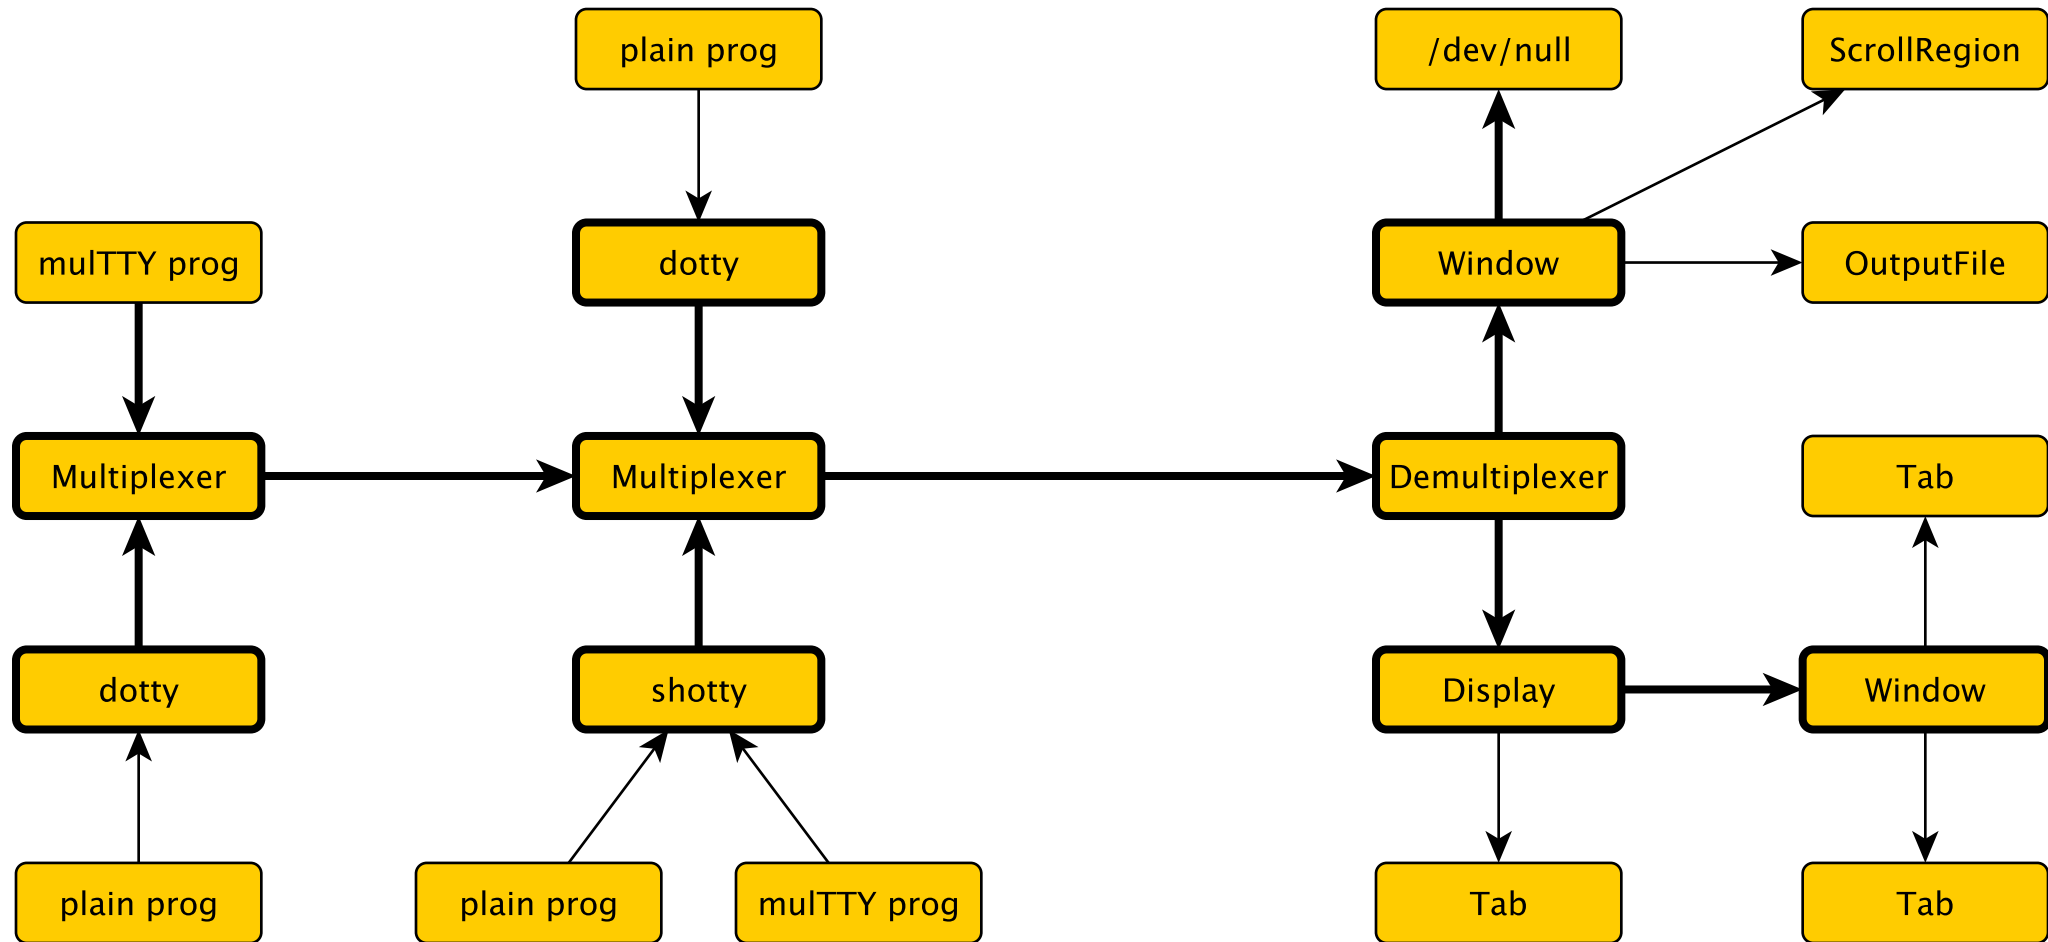 plain prog
/dev/null
ScrollRegion
mulTTY prog
dotty
Window
OutputFile
Multiplexer
Multiplexer
Demultiplexer
Tab
dotty
shotty
Display
Window
plain prog
plain prog
mulTTY prog
Tab
Tab